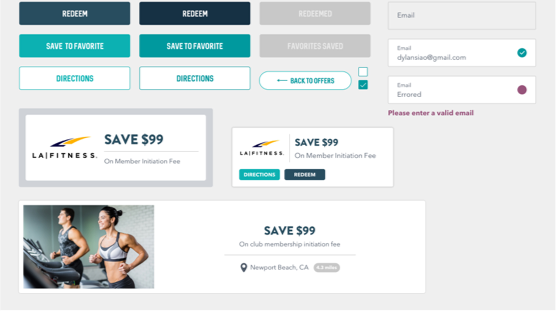 REDEEM
REDEEM
REDEEMED
SAVE TO FAVORITE
SAVE TO FAVORITE
FAVORITES SAVED
DIRECTIONS
DIRECTIONS
BACK TO OFFERS
Email
Email
dylansiao@gmail.com
Email
Errored
Please enter a valid email
LA|FITNESS.
SAVE $99
On Member Initiation Fee
LA|FITNESS.
SAVE $99
On Member Initiation Fee
DIRECTIONS
REDEEM
SAVE $99
On club membership initiation fee
Newport Beach, CA
4.3 miles